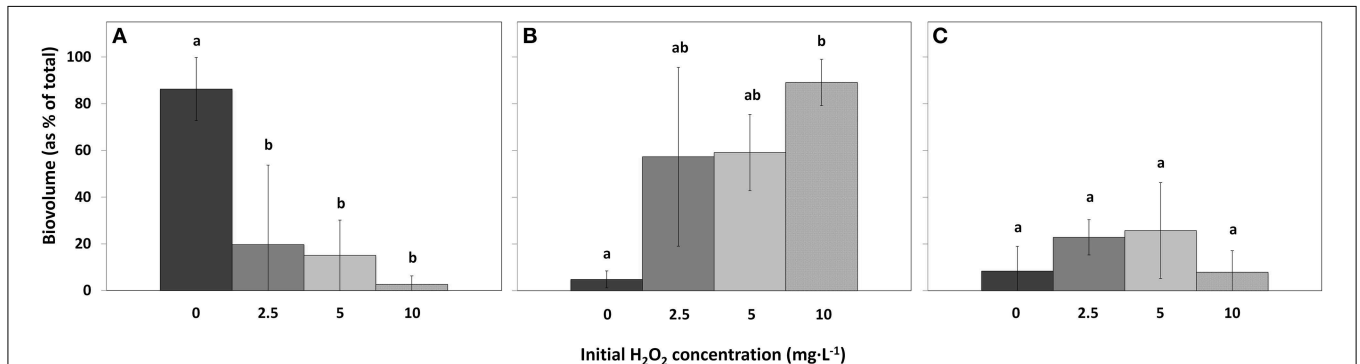 A
B
C
Biovolume (as % of total)
100
80
60
40
20
0
a
b
b
b
a
ab
ab
b
a
a
a
a
0 2.5 5 10
0 2.5 5 10
0 2.5 5 10
Initial H₂O₂ concentration (mg·L⁻¹)